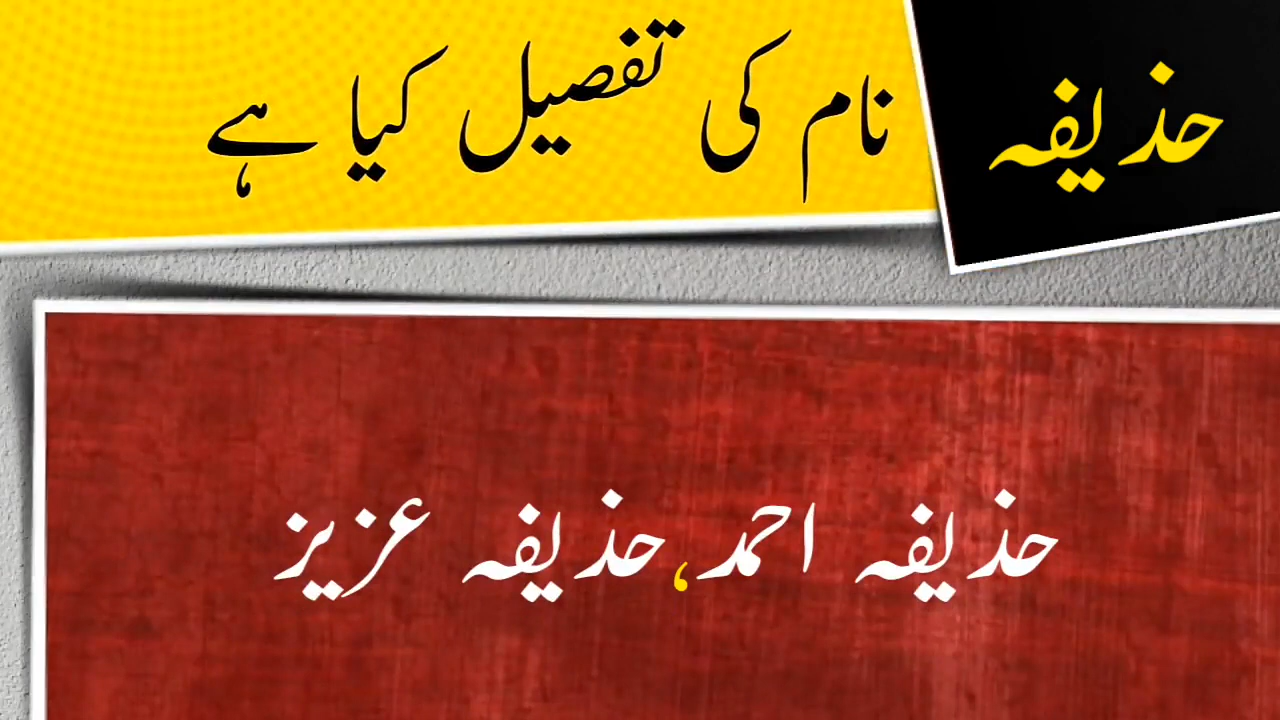 حذیفہ نام کی تفصیل کیا ہے
حذیفہ احمد، حذیفہ عزیز